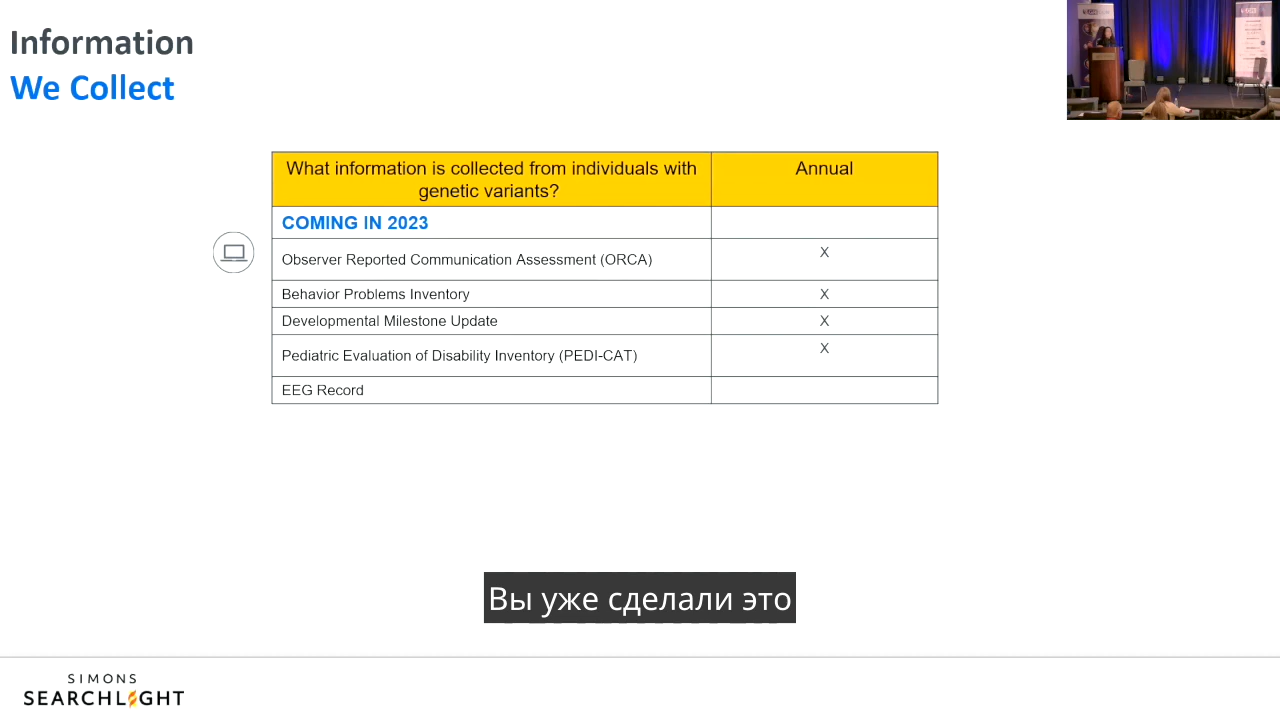 Information
We Collect
What information is collected from individuals with
genetic variants?
Annual
COMING IN 2023
Observer Reported Communication Assessment (ORCA)
X
Behavior Problems Inventory
X
Developmental Milestone Update
X
Pediatric Evaluation of Disability Inventory (PEDI-CAT)
X
EEG Record
Вы уже сделали это
SIMONS
SEARCHLIGHT